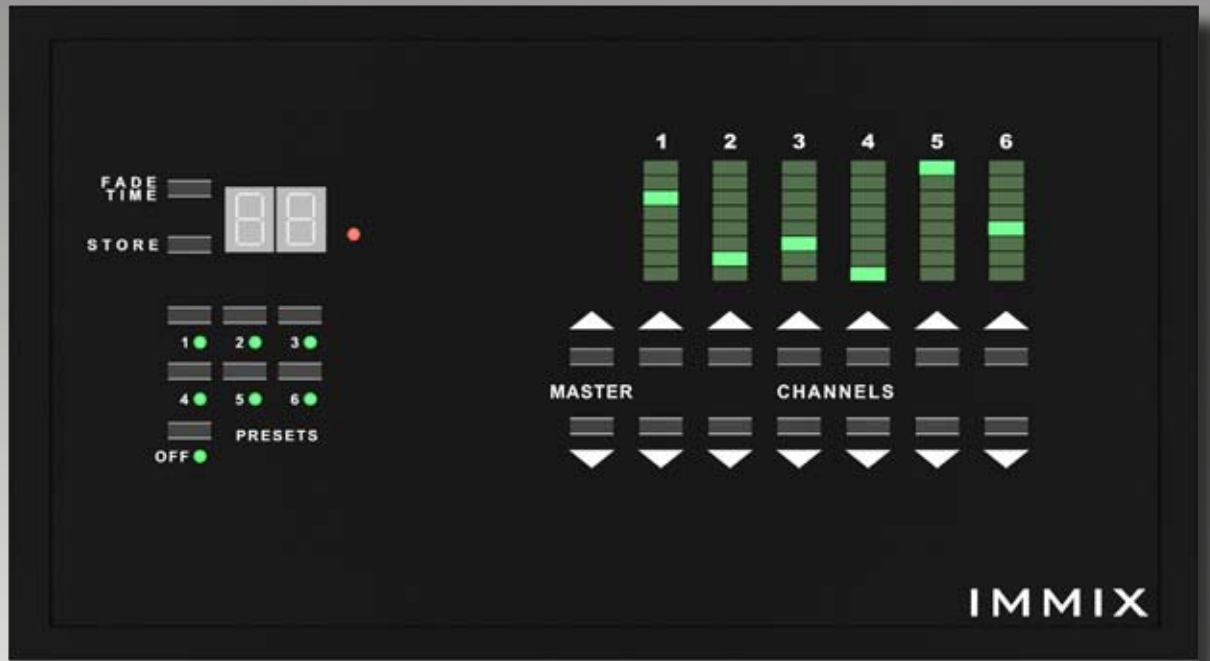 FADE
TIME
STORE
88
1 2 3
4 5 6
PRESETS
OFF
1 2 3 4 5 6
MASTER CHANNELS
IMMIX